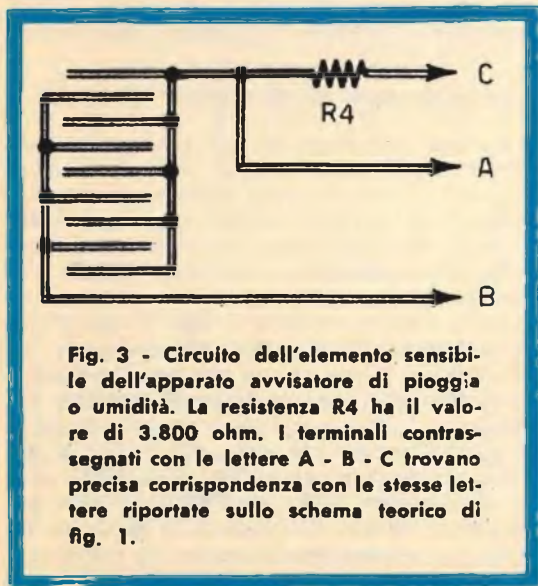 C
R4
A
B
Fig. 3 - Circuito dell'elemento sensibi-
le dell'apparato avvisatore di pioggia
o umidità. La resistenza R4 ha il valo-
re di 3.800 ohm. I terminali contras-
segnati con le lettere A - B - C trovano
precisa corrispondenza con le stesse let-
tere riportate sullo schema teorico di
fig. 1.